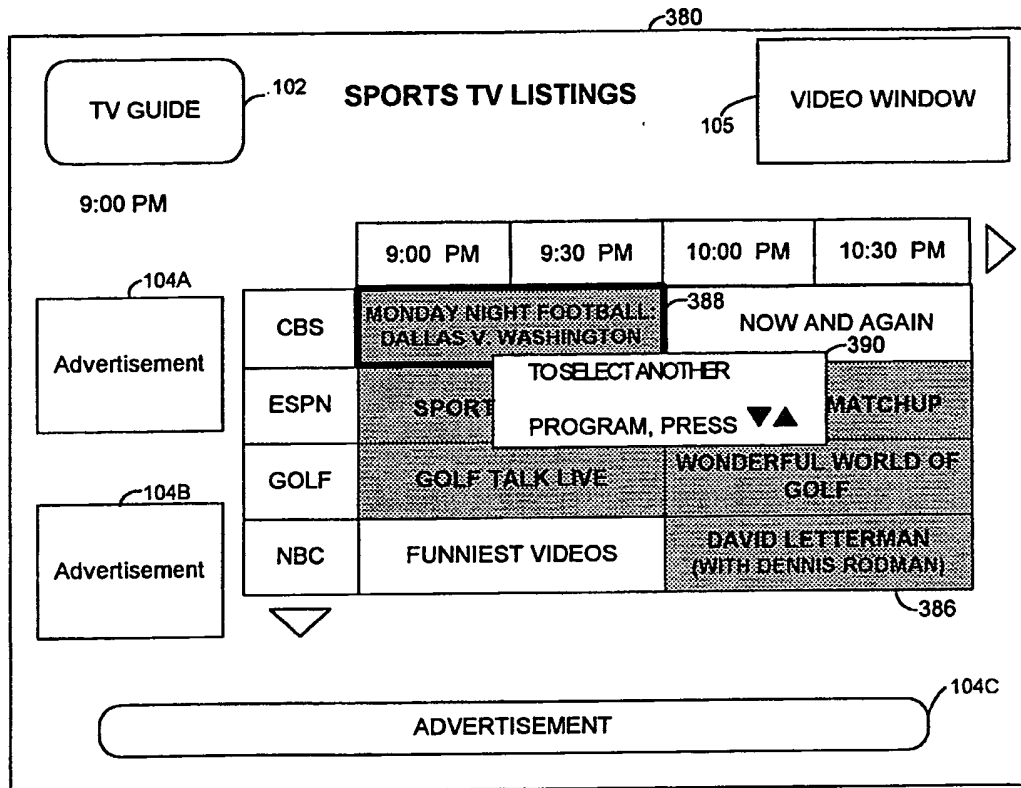 380
TV GUIDE
102
SPORTS TV LISTINGS
105
VIDEO WINDOW
9:00 PM
9:00 PM
9:30 PM
10:00 PM
10:30 PM
104A
Advertisement
CBS
MONDAY NIGHT FOOTBALL:
DALLAS V. WASHINGTON
388
NOW AND AGAIN
390
TO SELECT ANOTHER
PROGRAM, PRESS ▼▲
ESPN
SPORT
MATCHUP
GOLF
GOLF TALK LIVE
WONDERFUL WORLD OF
GOLF
104B
Advertisement
NBC
FUNNIEST VIDEOS
DAVID LETTERMAN
(WITH DENNIS RODMAN)
386
104C
ADVERTISEMENT